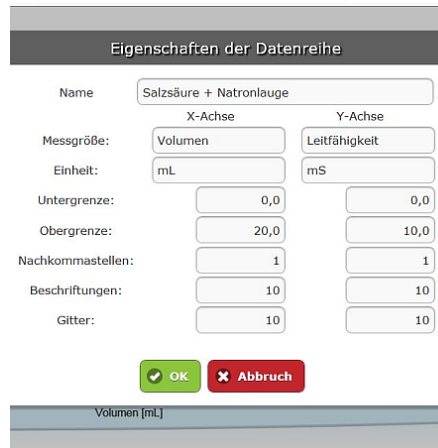 Eigenschaften der Datenreihe
Name Salzsäure + Natronlauge
X-Achse Y-Achse
Messgröße: Volumen Leitfähigkeit
Einheit: mL mS
Untergrenze: 0,0 0,0
Obergrenze: 20,0 10,0
Nachkommastellen: 1 1
Beschriftungen: 10 10
Gitter: 10 10
OK Abbruch
Volumen [mL]